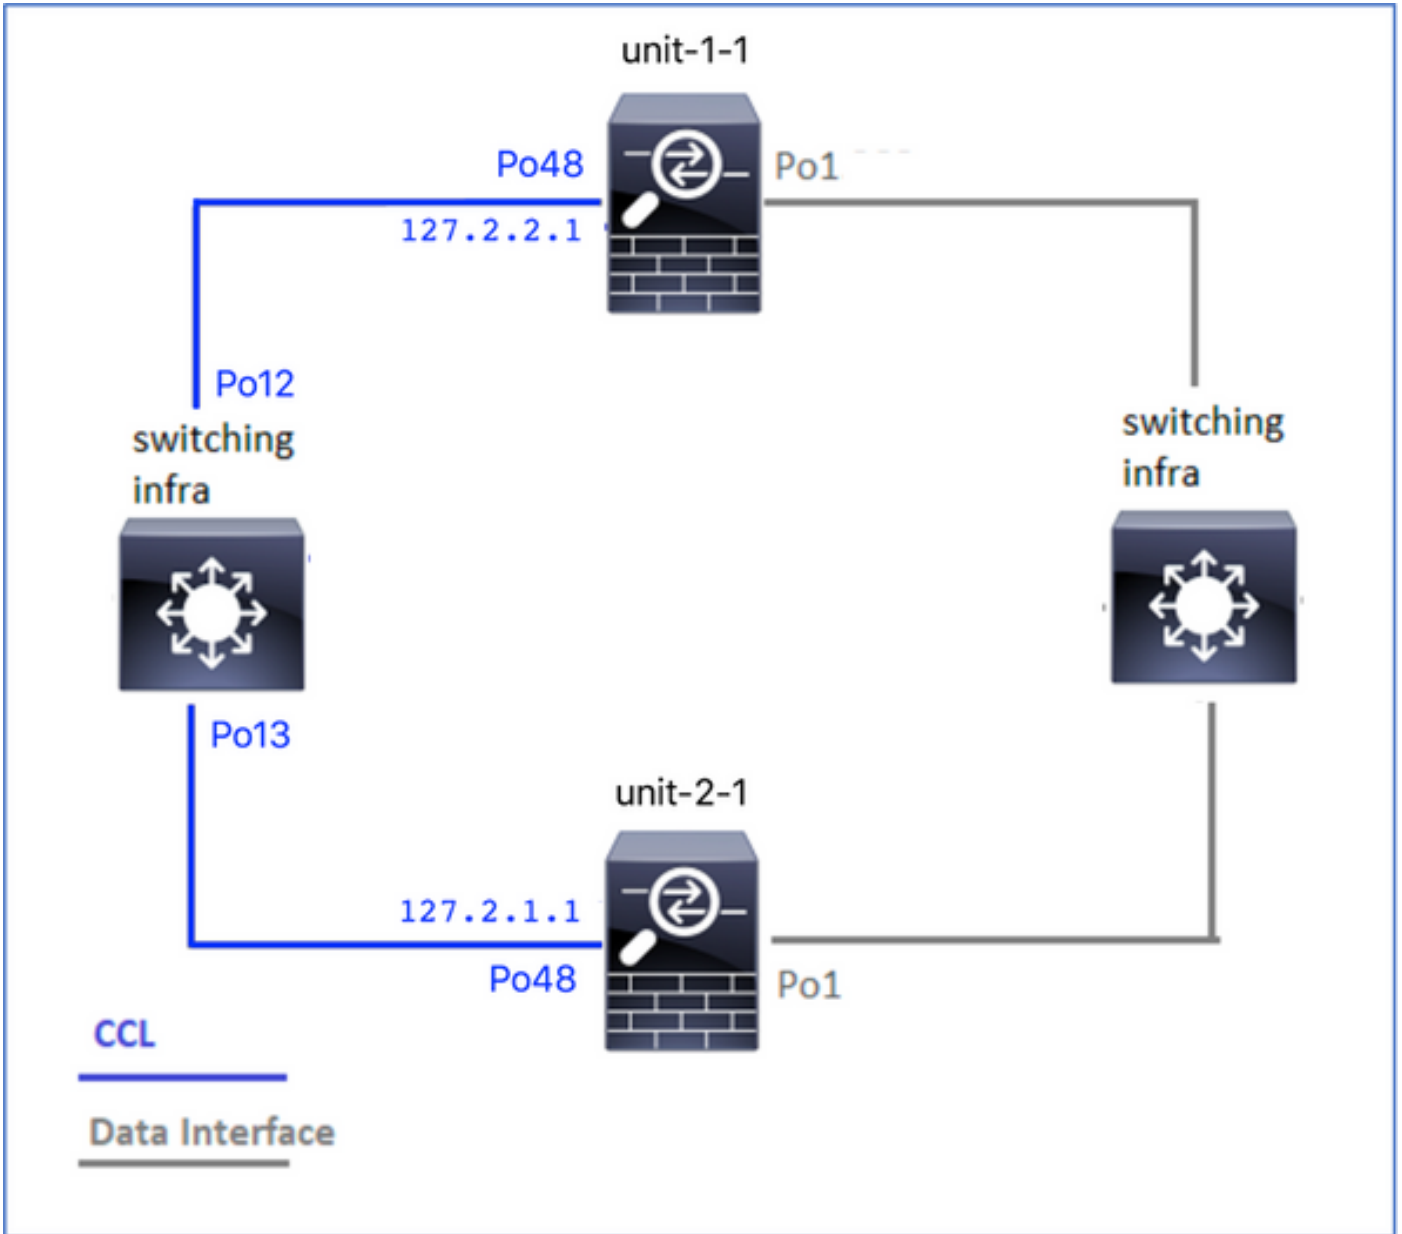 unit-1-1
Po48
Po1
127.2.2.1
Po12
switching
infra
switching
infra
Po13
unit-2-1
127.2.1.1
Po48
Po1
CCL
Data Interface